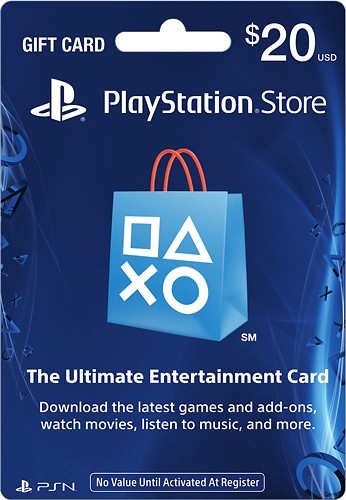 GIFT CARD
$20 USD
PlayStation.Store
SM
The Ultimate Entertainment Card
Download the latest games and add-ons,
watch movies, listen to music, and more.
PSN
No Value Until Activated At Register